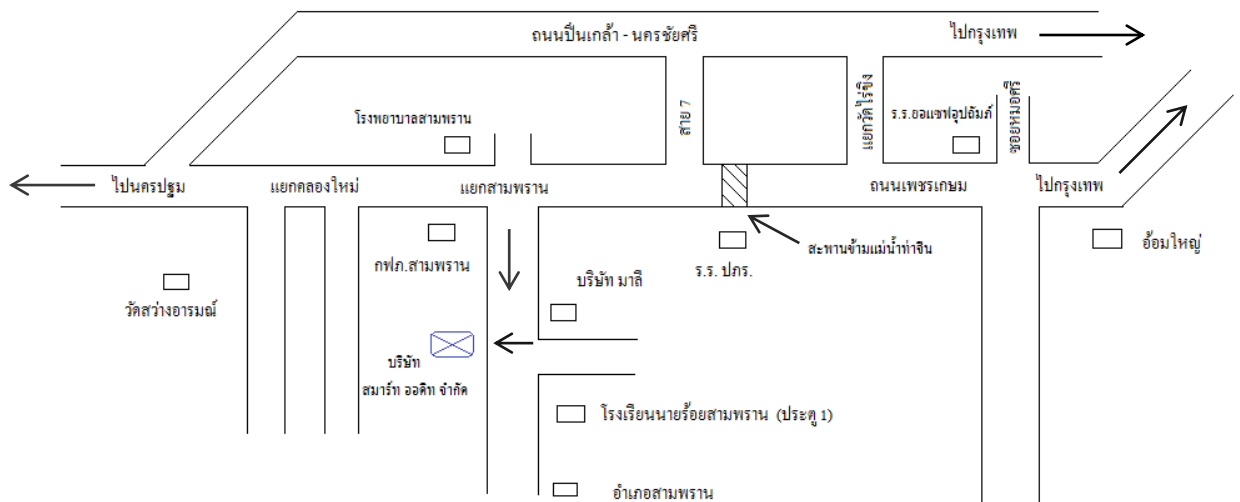 ถนนปิ่นเกล้า - นครชัยศรี
ไปกรุงเทพ
โรงพยาบาลสามพราน
สาย 7
แยกวัดไร่ขิง
ร.ร.ยอแซฟอุปถัมภ์
ซอยหมอศรี
ไปนครปฐม
แยกคลองใหม่
แยกสามพราน
ถนนเพชรเกษม
ไปกรุงเทพ
กฟภ.สามพราน
ร.ร. ปภร.
สะพานข้ามแม่น้ำท่าจีน
อ้อมใหญ่
วัดสว่างอารมณ์
บริษัท มาลี
บริษัท
สมาร์ท ออดิท จำกัด
โรงเรียนนายร้อยสามพราน (ประตู 1)
อำเภอสามพราน